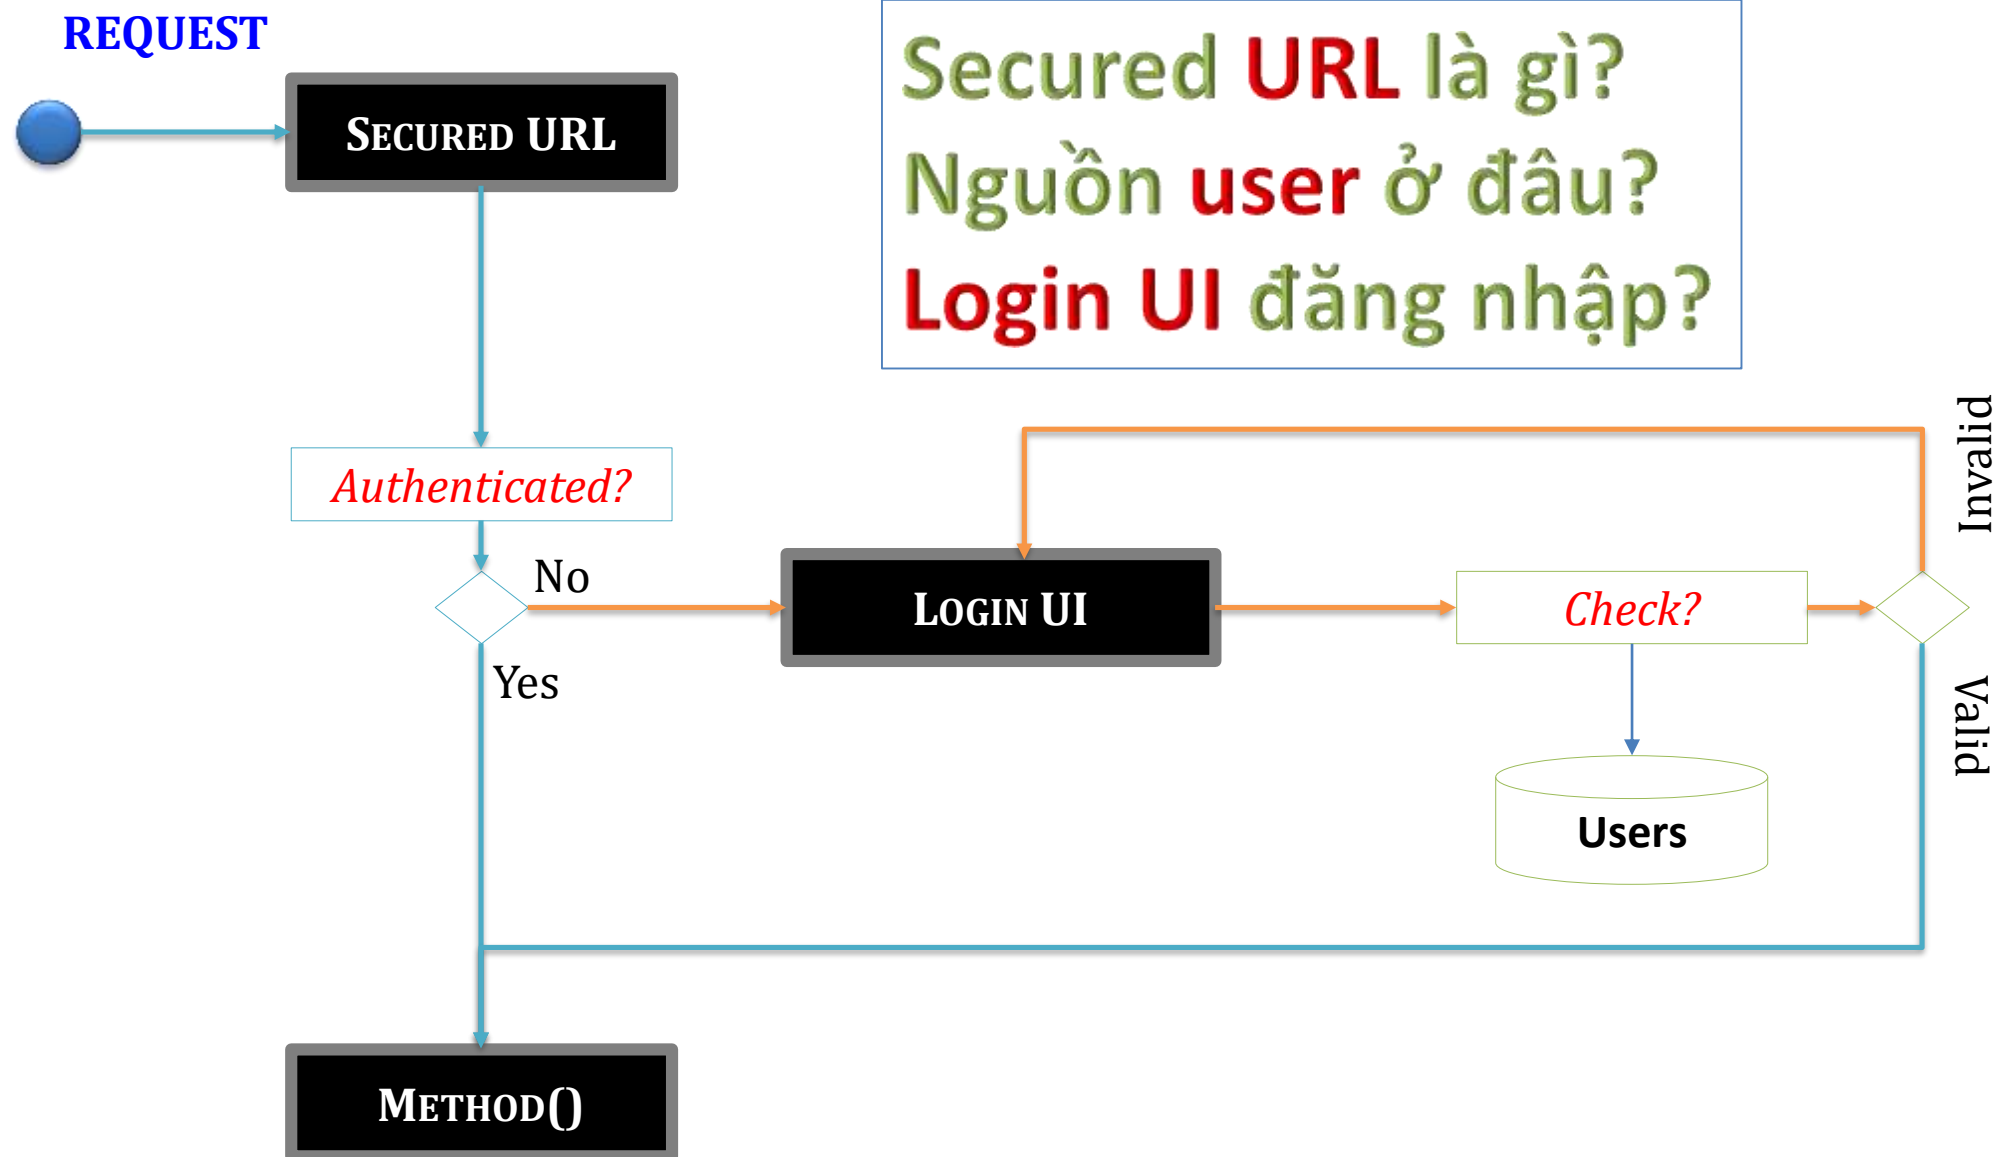 REQUEST
SECURED URL
Secured URL là gì?
Nguồn user ở đâu?
Login UI đăng nhập?
Authenticated?
No
Yes
LOGIN UI
Check?
Invalid
Valid
Users
METHOD()